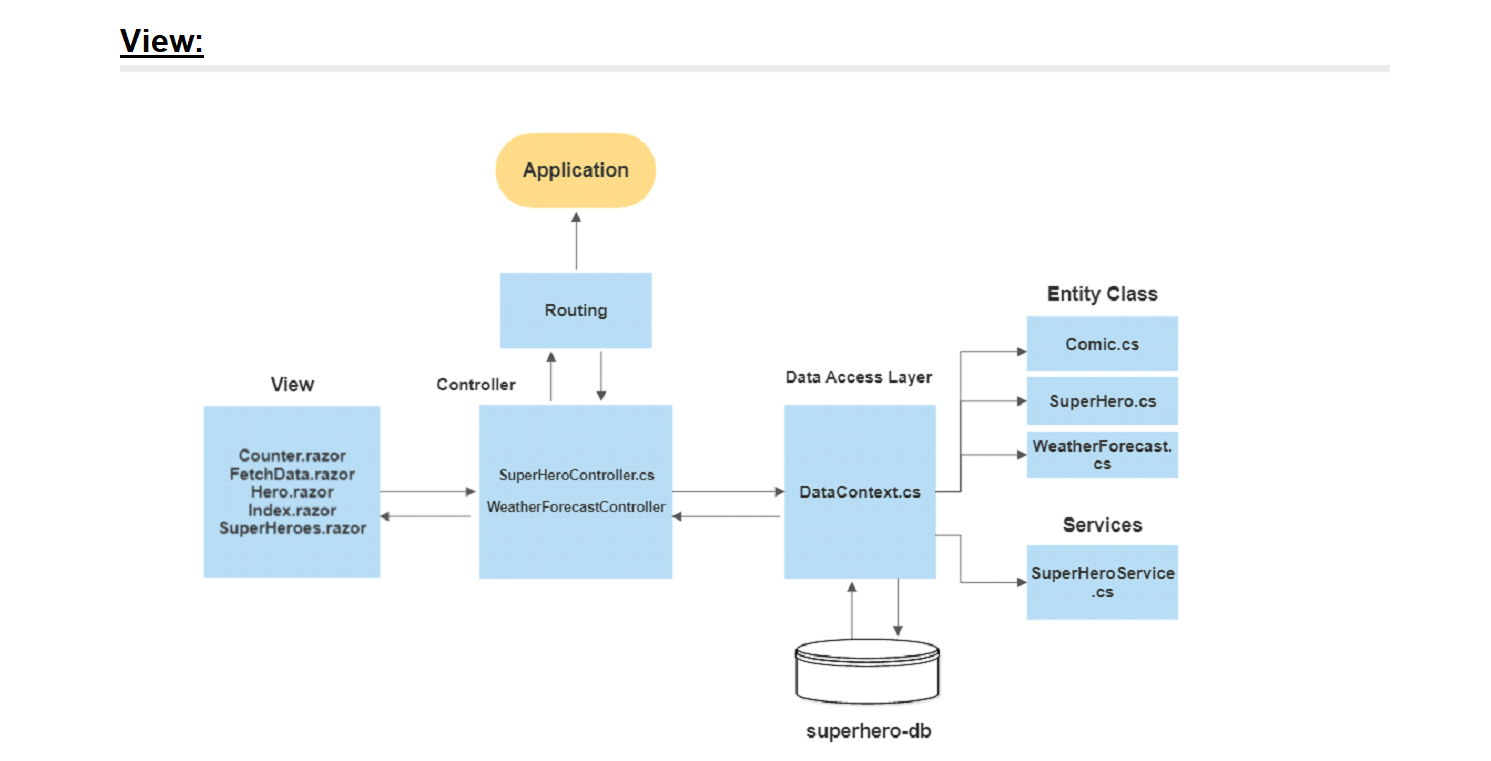 View:
Application
Routing
Entity Class
Comic.cs
SuperHero.cs
WeatherForecast.
cs
View
Counter.razor
FetchData.razor
Hero.razor
Index.razor
SuperHeroes.razor
Controller
SuperHeroController.cs
WeatherForecastController
Data Access Layer
DataContext.cs
Services
SuperHeroService
.cs
superhero-db